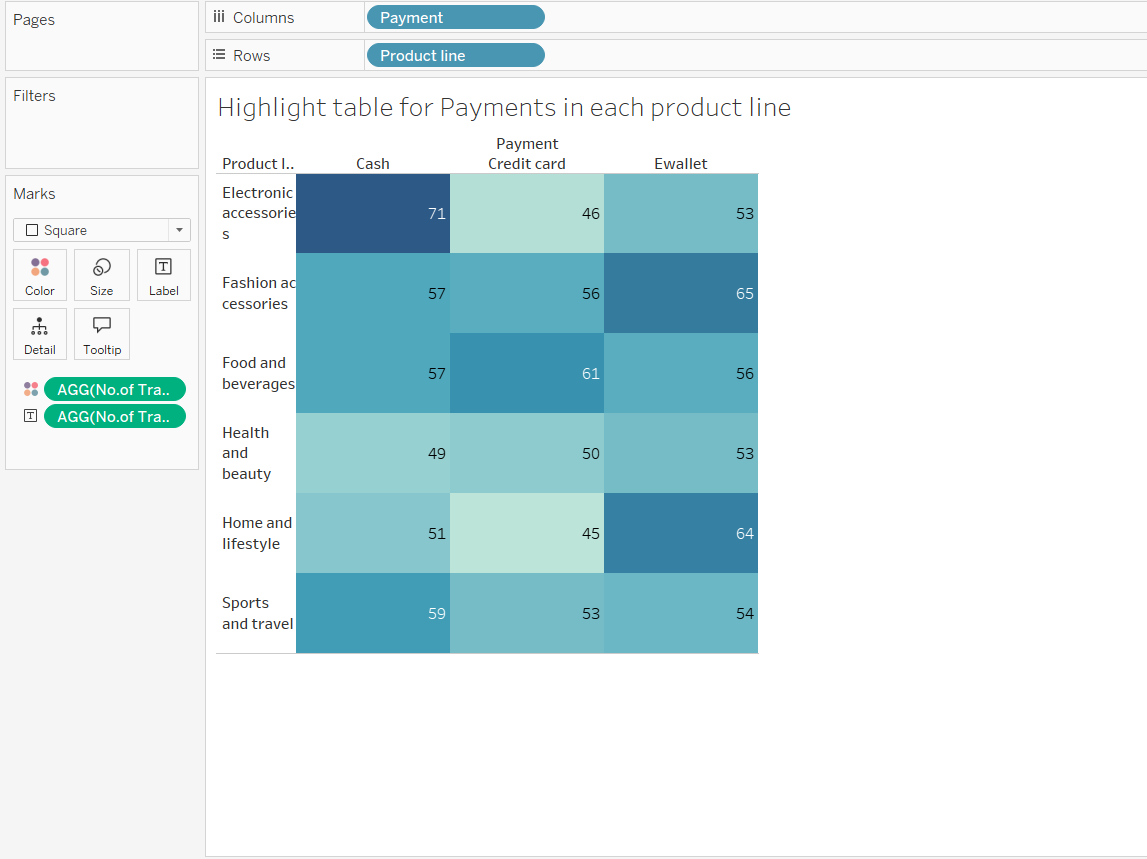 Pages
Columns
Payment
Rows
Product line
Filters
Marks
Square
Color
Size
Label
Detail
Tooltip
AGG(No.of Tra..
T AGG(No.of Tra..
Highlight table for Payments in each product line
Payment
Product l.. Cash Credit card Ewallet
Electronic
accessorie
s
71 46 53
Fashion ac
cessories
57 56 65
Food and
beverages
57 61 56
Health
and
beauty
49 50 53
Home and
lifestyle
51 45 64
Sports
and travel
59 53 54